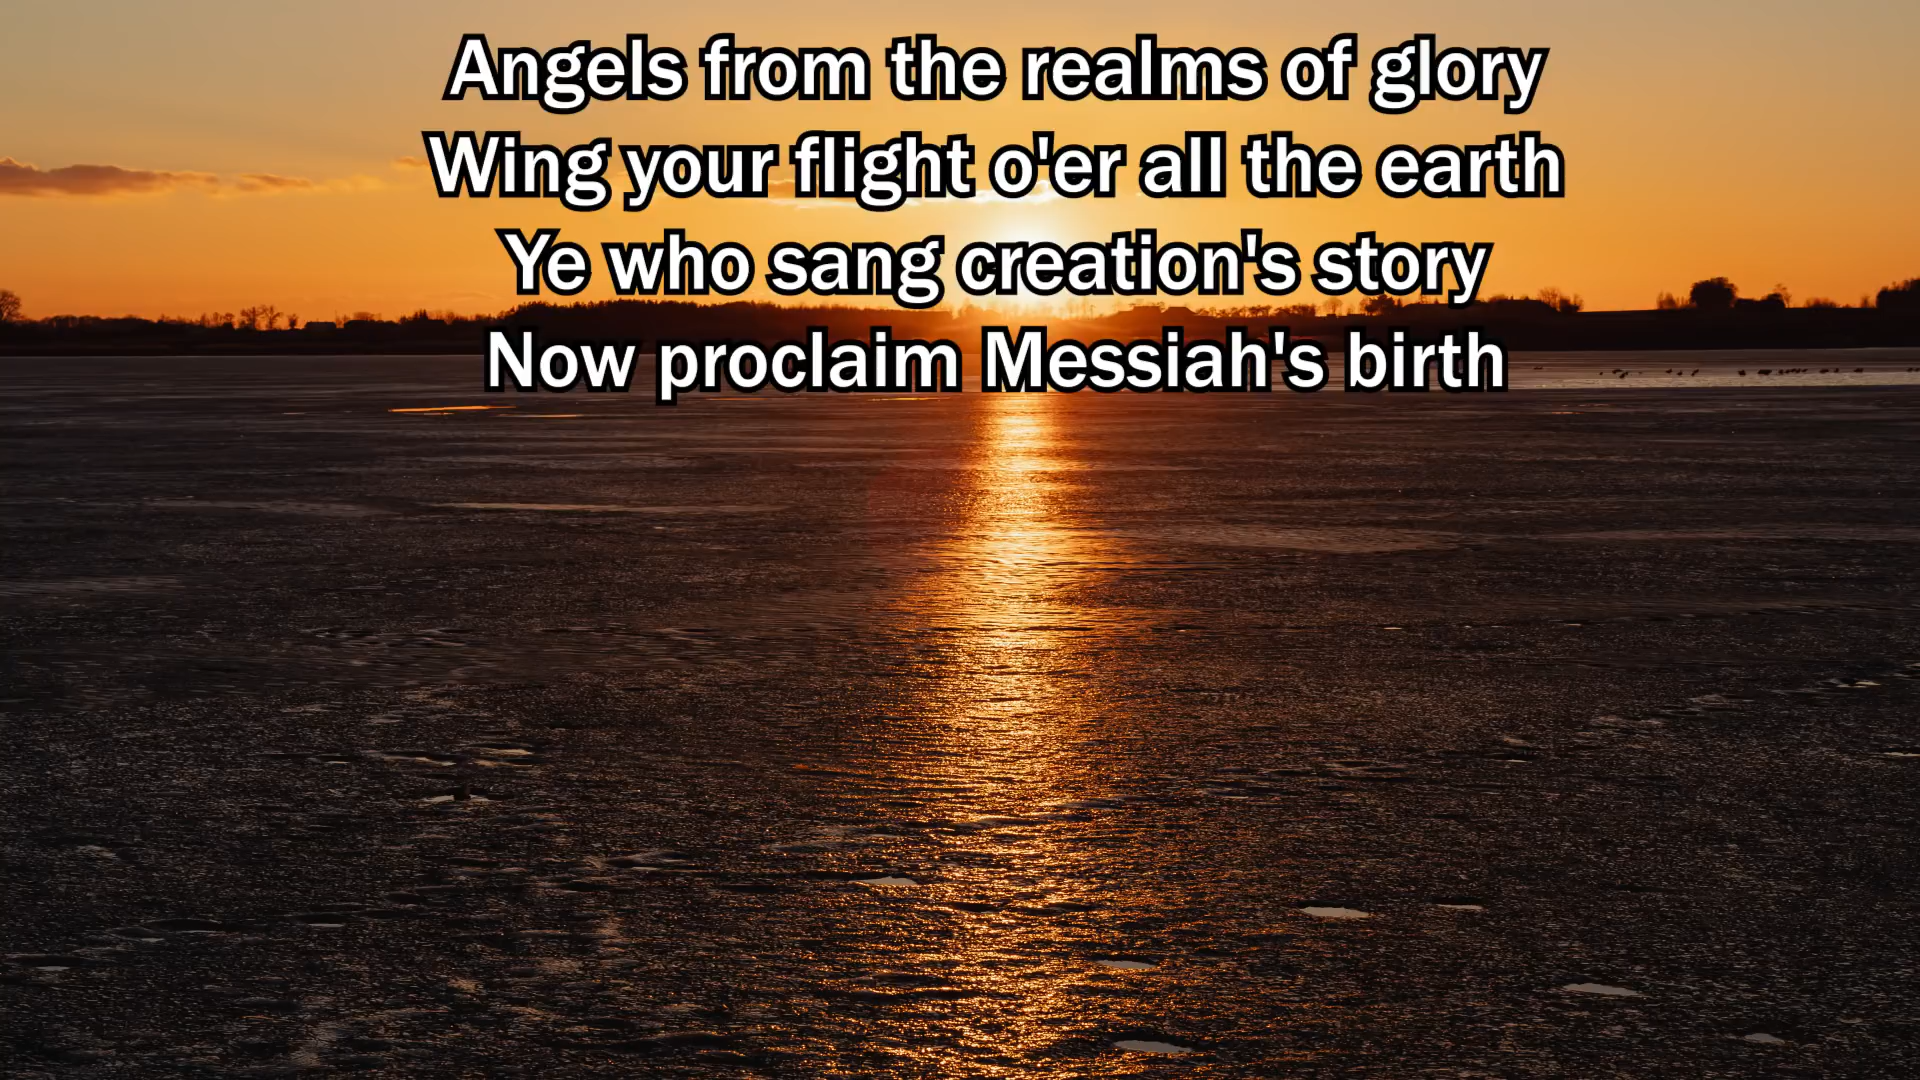 Angels from the realms of glory
Wing your flight o'er all the earth
Ye who sang creation's story
Now proclaim Messiah's birth